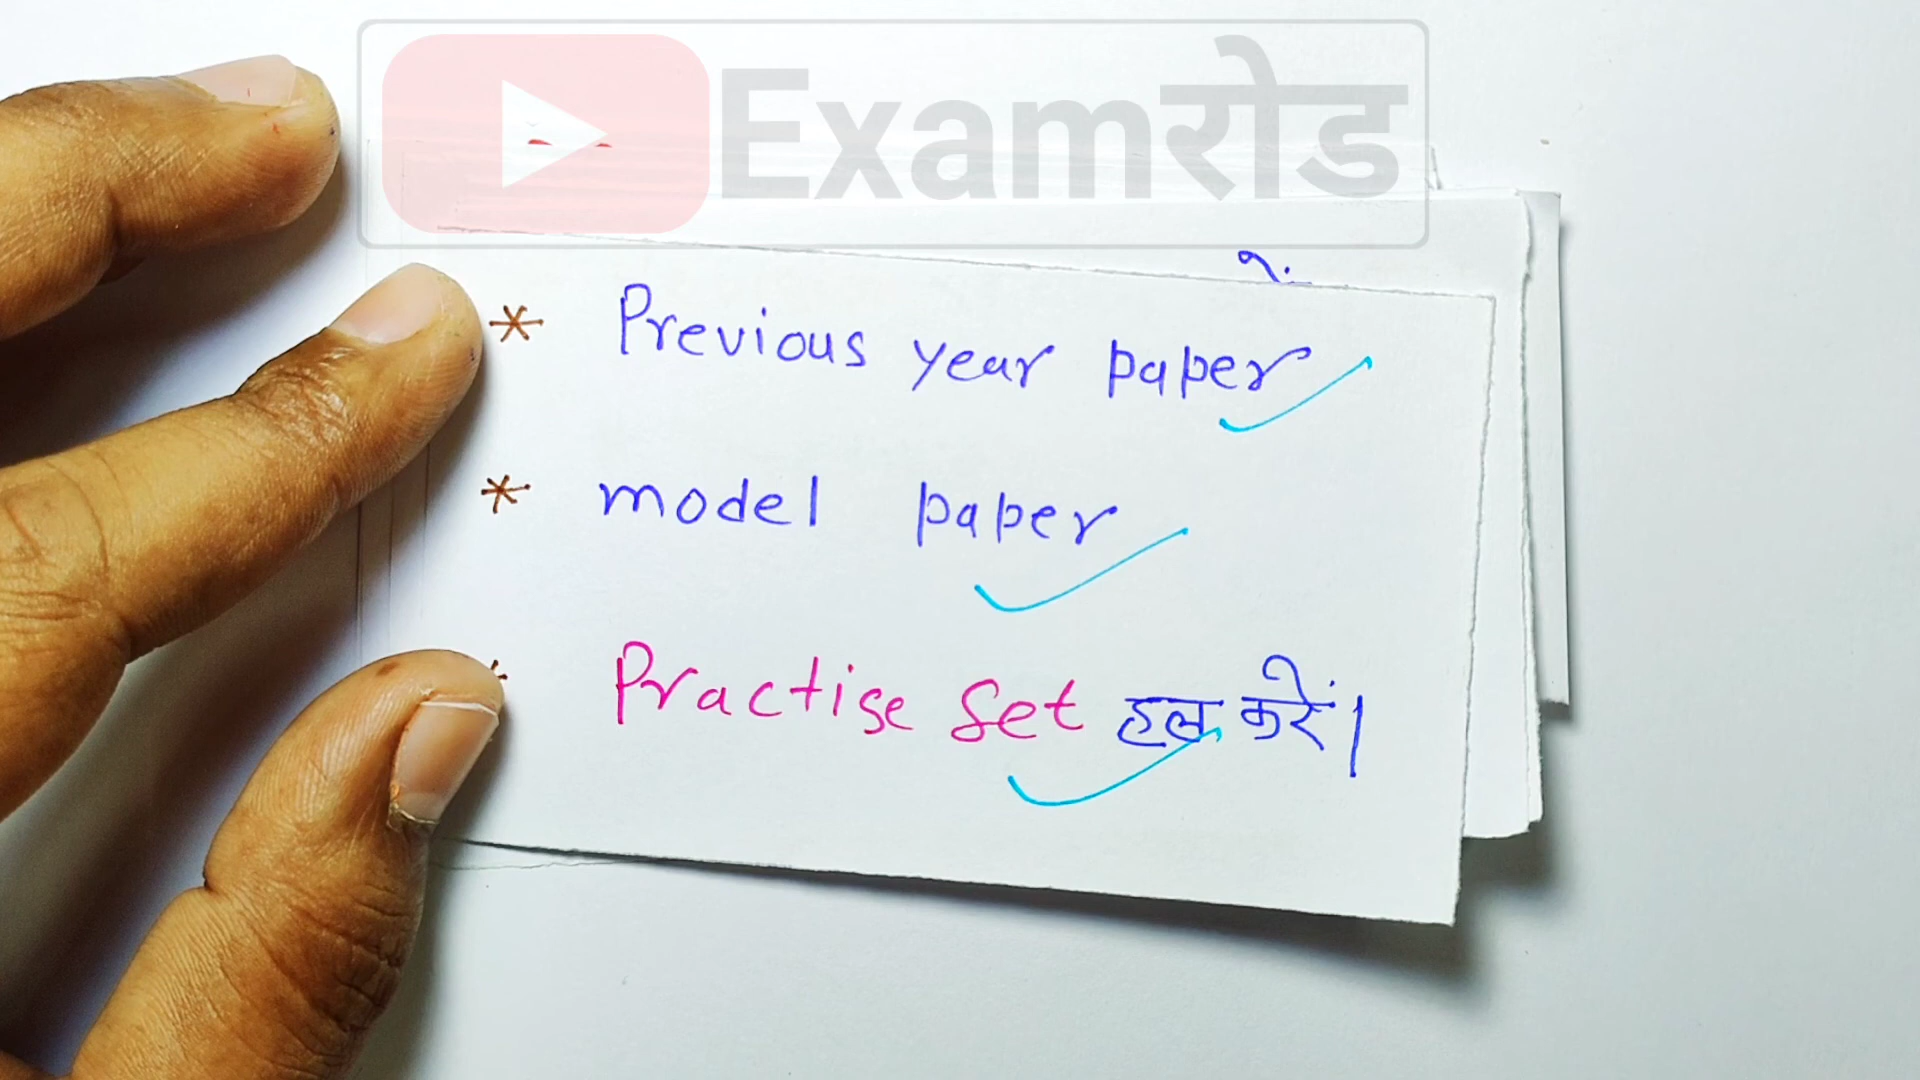 Examरोड
* Previous year paper
* model paper
* Practise Set हल करें।